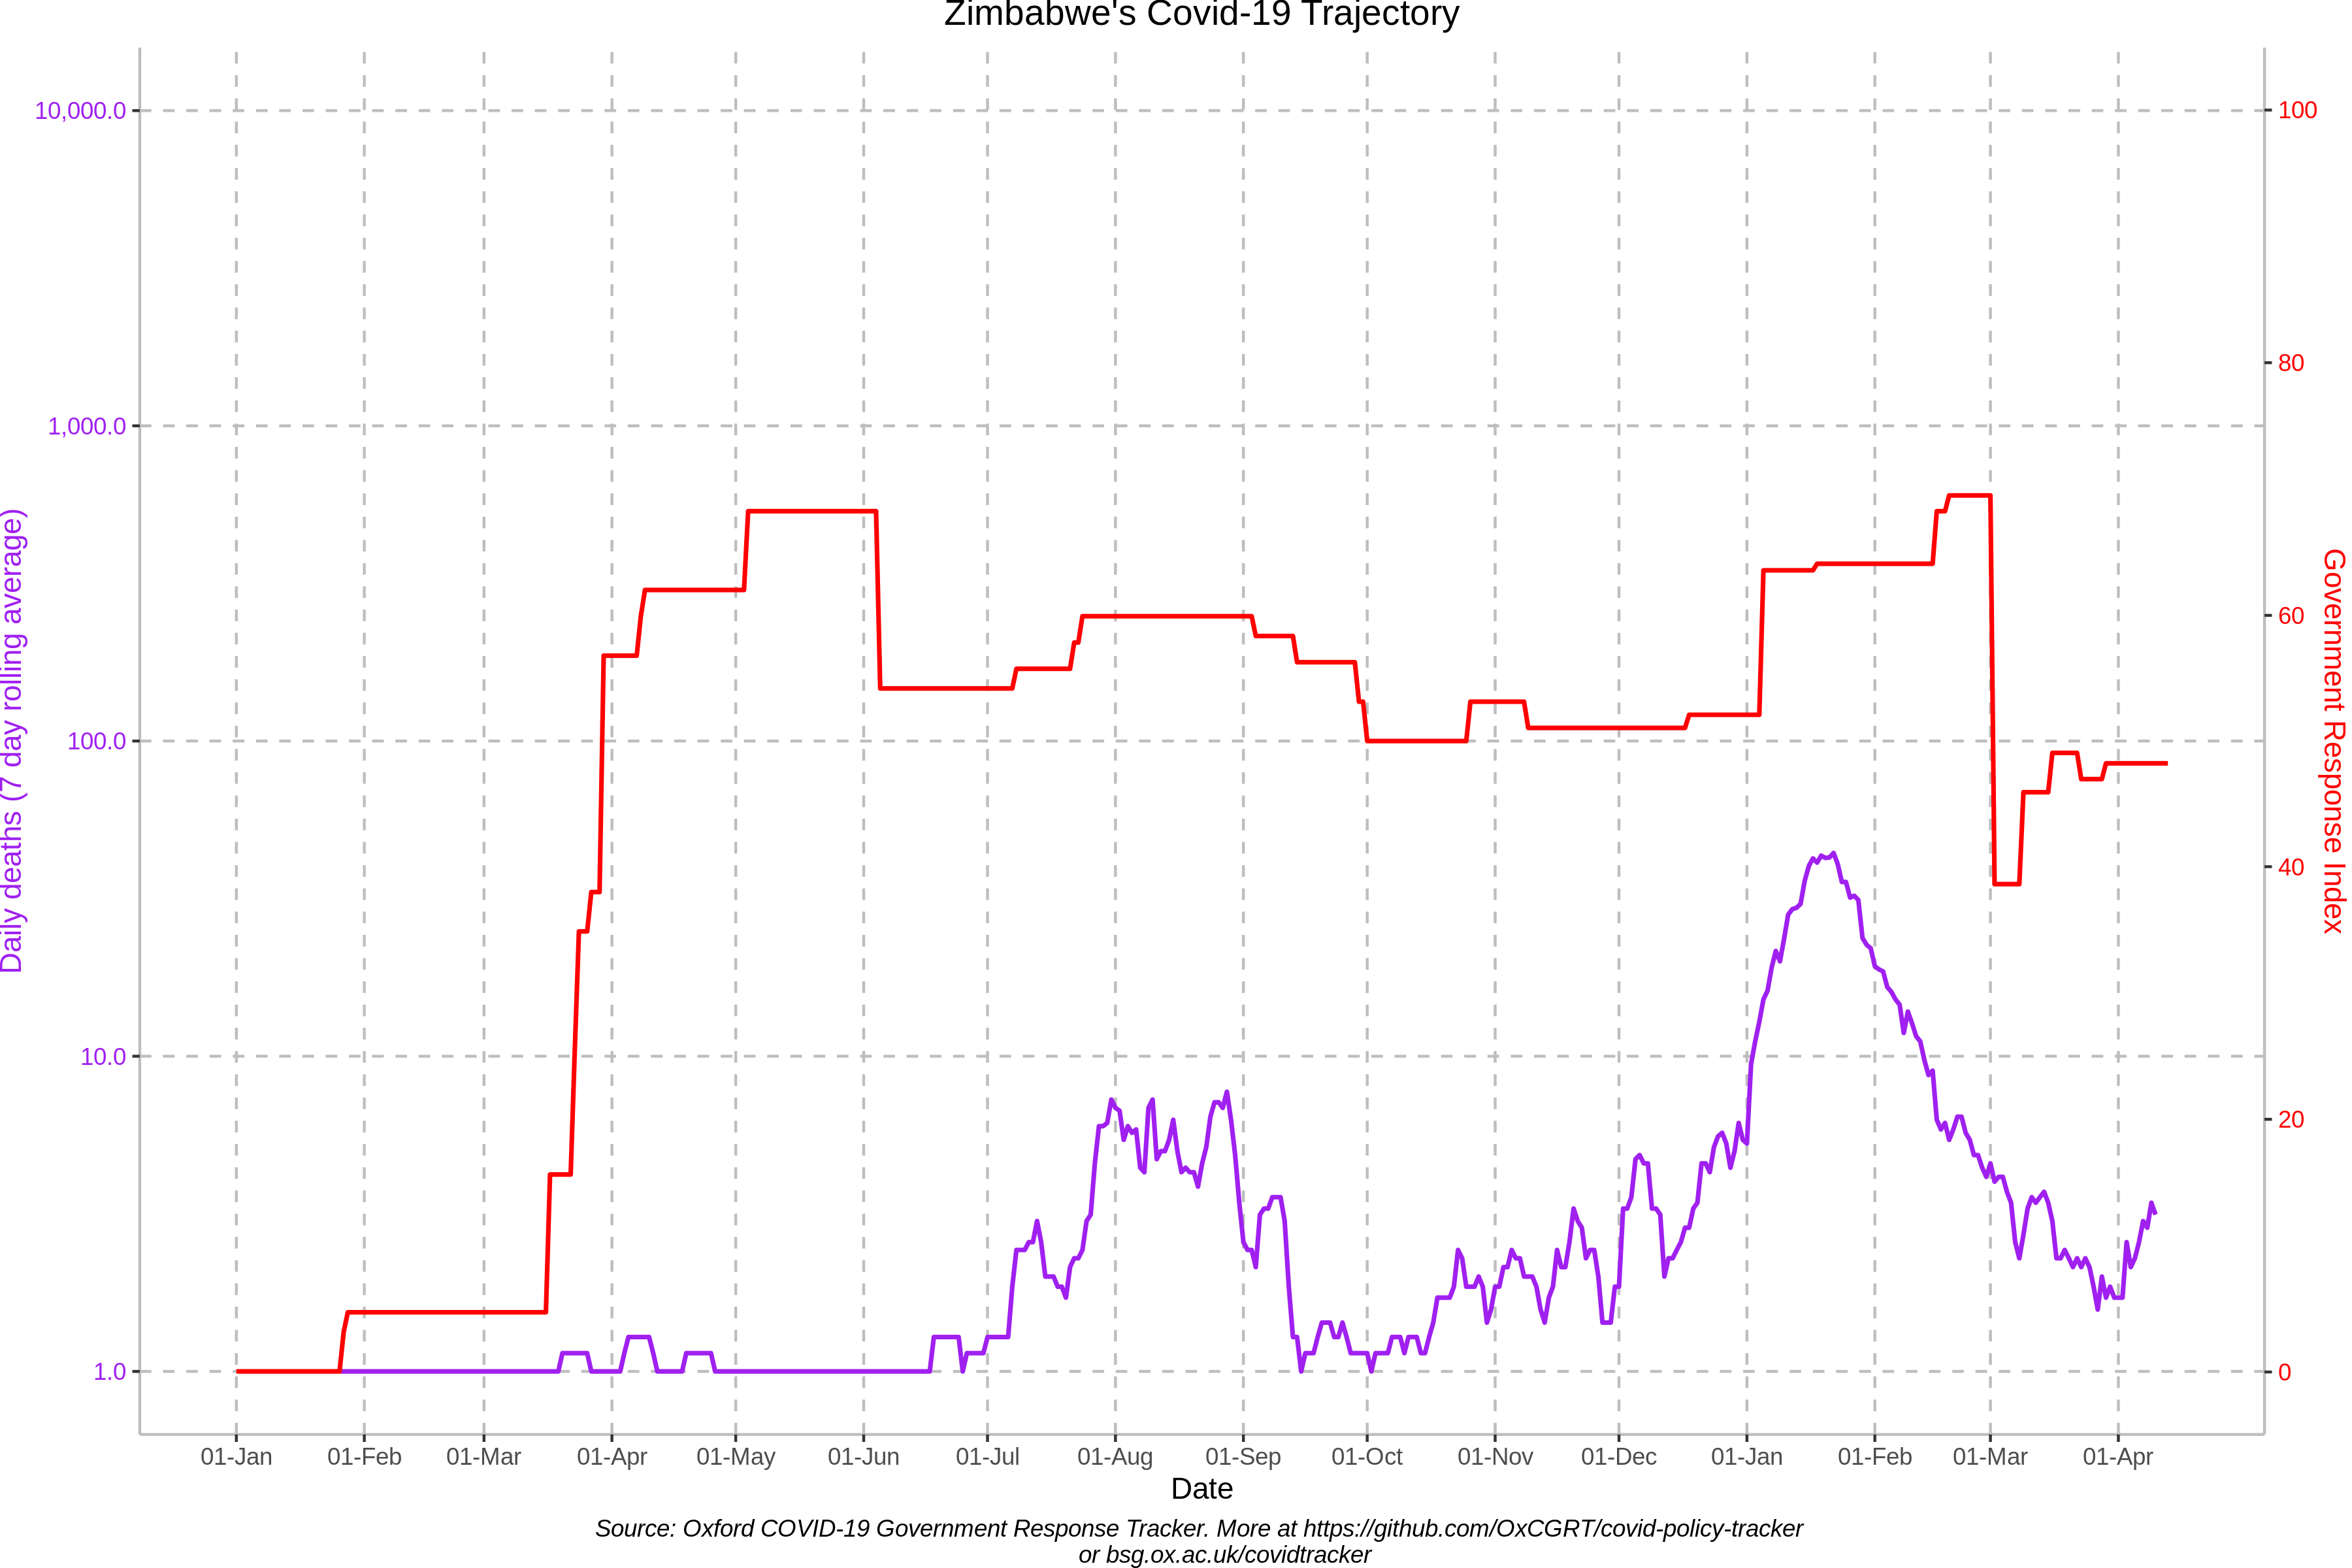 Zimbabwe's Covid-19 Trajectory
10,000.0
1,000.0
100.0
10.0
1.0
Daily deaths (7 day rolling average)
100
80
60
40
20
0
Government Response Index
01-Jan 01-Feb 01-Mar 01-Apr 01-May 01-Jun 01-Jul 01-Aug 01-Sep 01-Oct 01-Nov 01-Dec 01-Jan 01-Feb 01-Mar 01-Apr
Date
Source: Oxford COVID-19 Government Response Tracker. More at https://github.com/OxCGRT/covid-policy-tracker
or bsg.ox.ac.uk/covidtracker